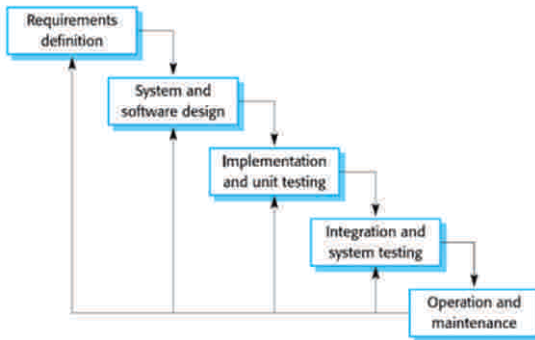 Requirements
definition
System and
software design
Implementation
and unit testing
Integration and
system testing
Operation and
maintenance